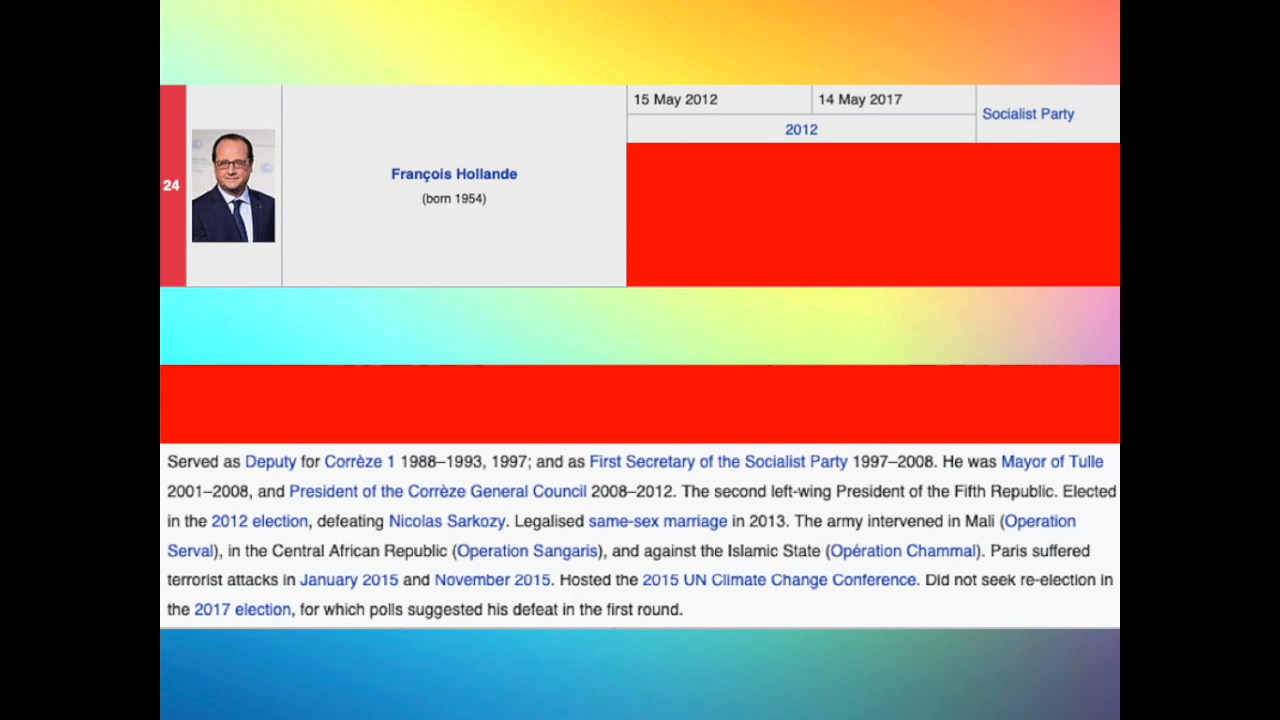 15 May 2012
14 May 2017
Socialist Party
2012
24
François Hollande
(born 1954)
Served as Deputy for Corrèze 1 1988–1993, 1997; and as First Secretary of the Socialist Party 1997–2008. He was Mayor of Tulle
2001–2008, and President of the Corrèze General Council 2008–2012. The second left-wing President of the Fifth Republic. Elected
in the 2012 election, defeating Nicolas Sarkozy. Legalised same-sex marriage in 2013. The army intervened in Mali (Operation
Serval), in the Central African Republic (Operation Sangaris), and against the Islamic State (Opération Chammal). Paris suffered
terrorist attacks in January 2015 and November 2015. Hosted the 2015 UN Climate Change Conference. Did not seek re-election in
the 2017 election, for which polls suggested his defeat in the first round.